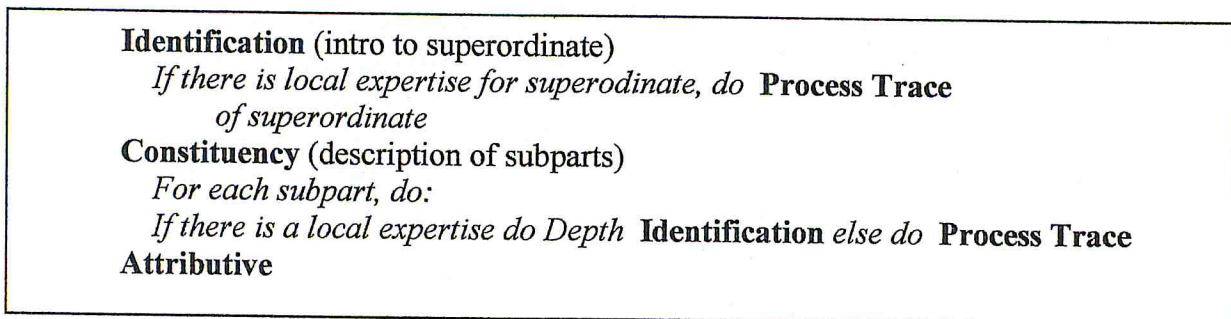 Identification (intro to superordinate)
If there is local expertise for superodinate, do Process Trace
of superordinate
Constituency (description of subparts)
For each subpart, do:
If there is a local expertise do Depth Identification else do Process Trace
Attributive